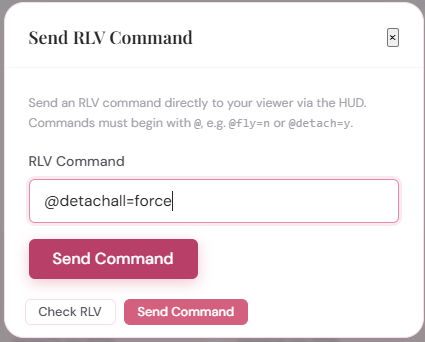 Send RLV Command
×
Send an RLV command directly to your viewer via the HUD.
Commands must begin with @, e.g. @fly=n or @detach=y.
RLV Command
@detachall=force
Send Command
Check RLV
Send Command